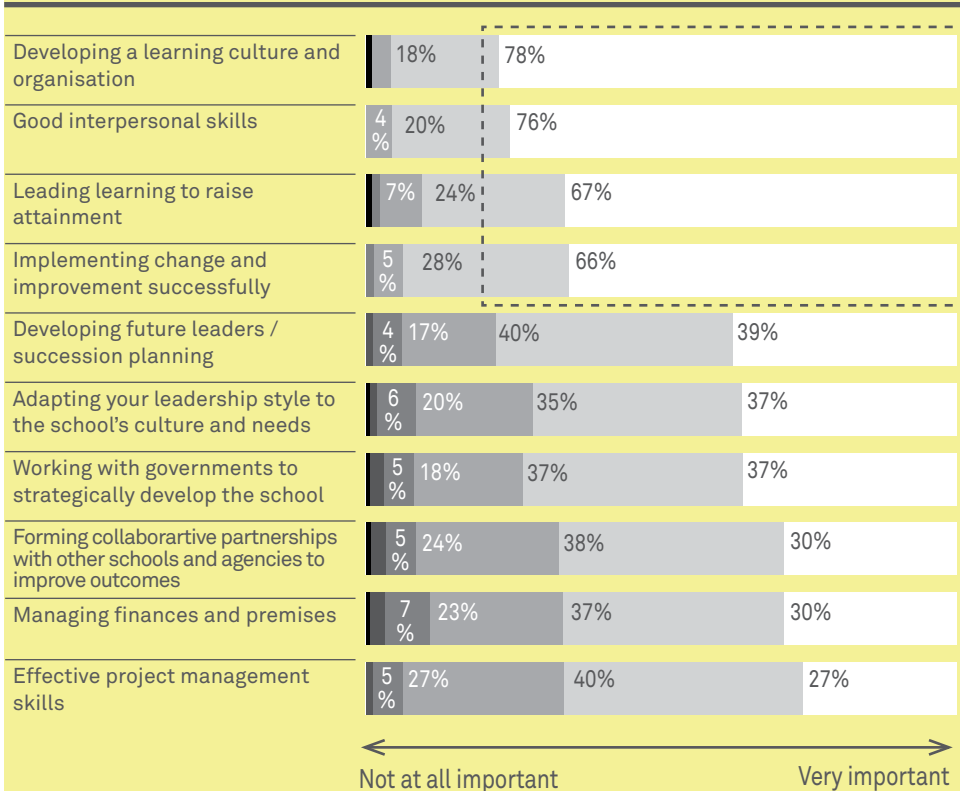 Developing a learning culture and
organisation
18% 78%
Good interpersonal skills
4
%
20% 76%
Leading learning to raise
attainment
7% 24% 67%
Implementing change and
improvement successfully
5
%
28% 66%
Developing future leaders /
succession planning
4
%
17% 40% 39%
Adapting your leadership style to
the school's culture and needs
6
%
20% 35% 37%
Working with governments to
strategically develop the school
5
%
18% 37% 37%
Forming collaborartive partnerships
with other schools and agencies to
improve outcomes
5
%
24% 38% 30%
Managing finances and premises
7
%
23% 37% 30%
Effective project management
skills
5
%
27% 40% 27%
Not at all important Very important